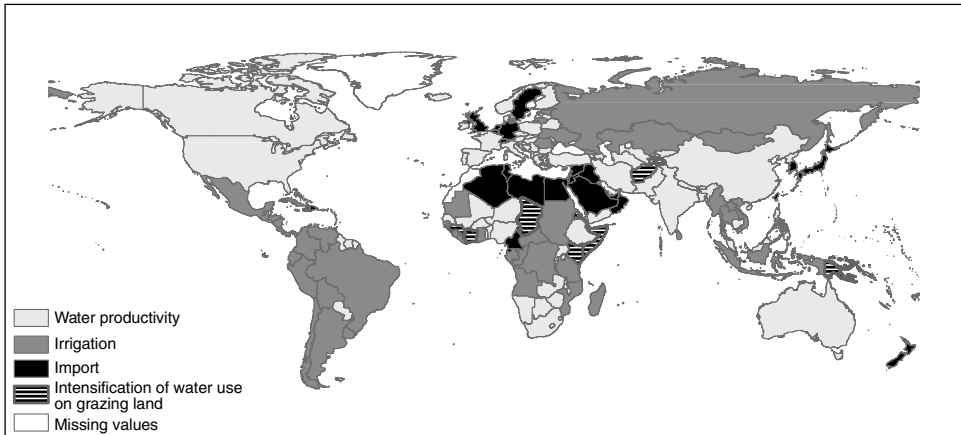 Water productivity
Irrigation
Import
Intensification of water use
on grazing land
Missing values